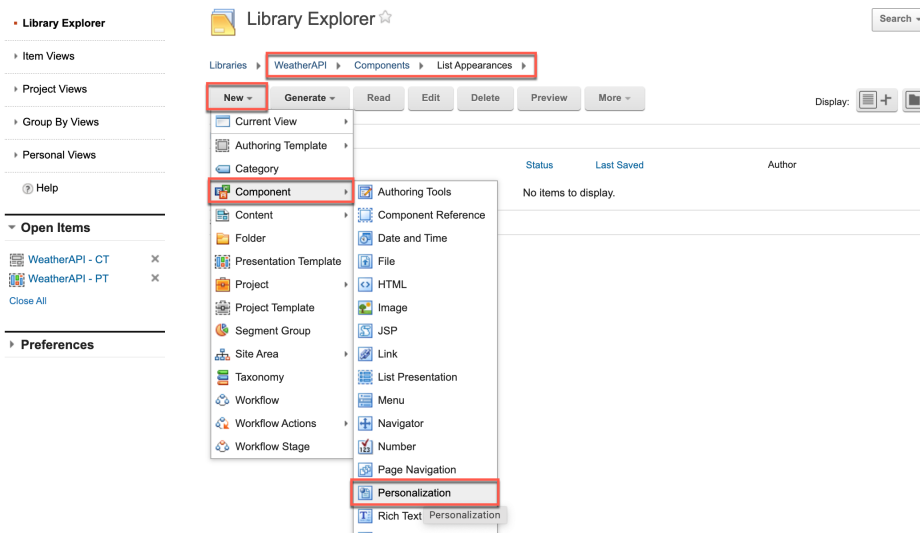 Library Explorer
Item Views
Project Views
Group By Views
Personal Views
Help
Open Items
WeatherAPI - CT
WeatherAPI - PT
Close All
Preferences
Library Explorer
Search
Libraries WeatherAPI Components List Appearances
New Generate Read Edit Delete Preview More Display:
Status Last Saved Author
No items to display.
Current View
Authoring Template
Category
Component
Content
Folder
Presentation Template
Project
Project Template
Segment Group
Site Area
Taxonomy
Workflow
Workflow Actions
Workflow Stage
Authoring Tools
Component Reference
Date and Time
File
HTML
Image
JSP
Link
List Presentation
Menu
Navigator
Number
Page Navigation
Personalization
Rich Text
Personalization